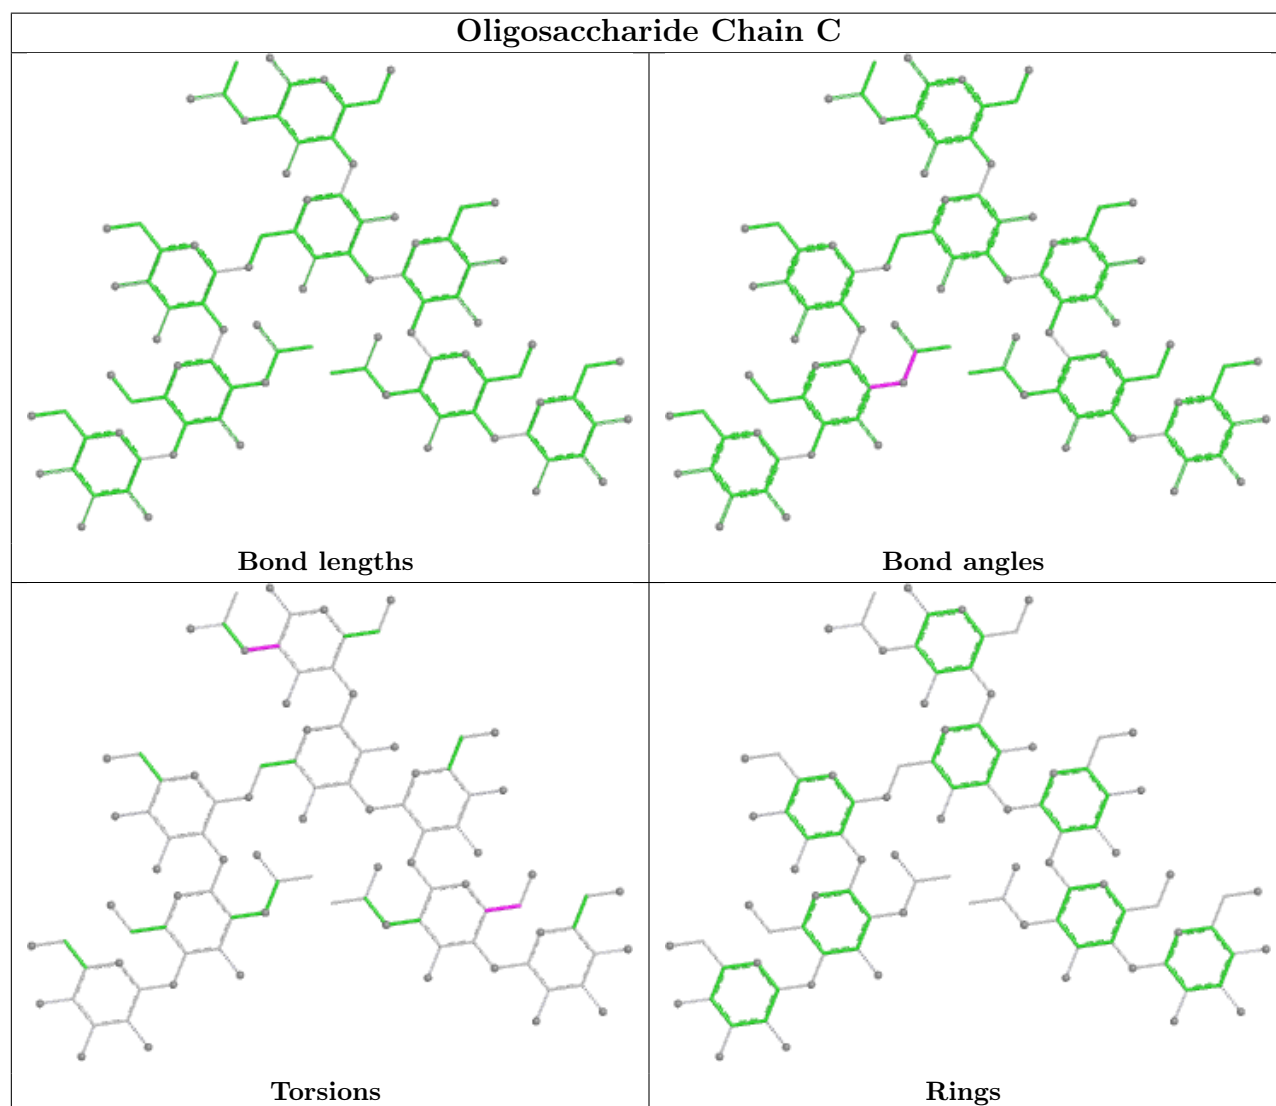 Oligosaccharide Chain C
Bond lengths
Bond angles
Torsions
Rings